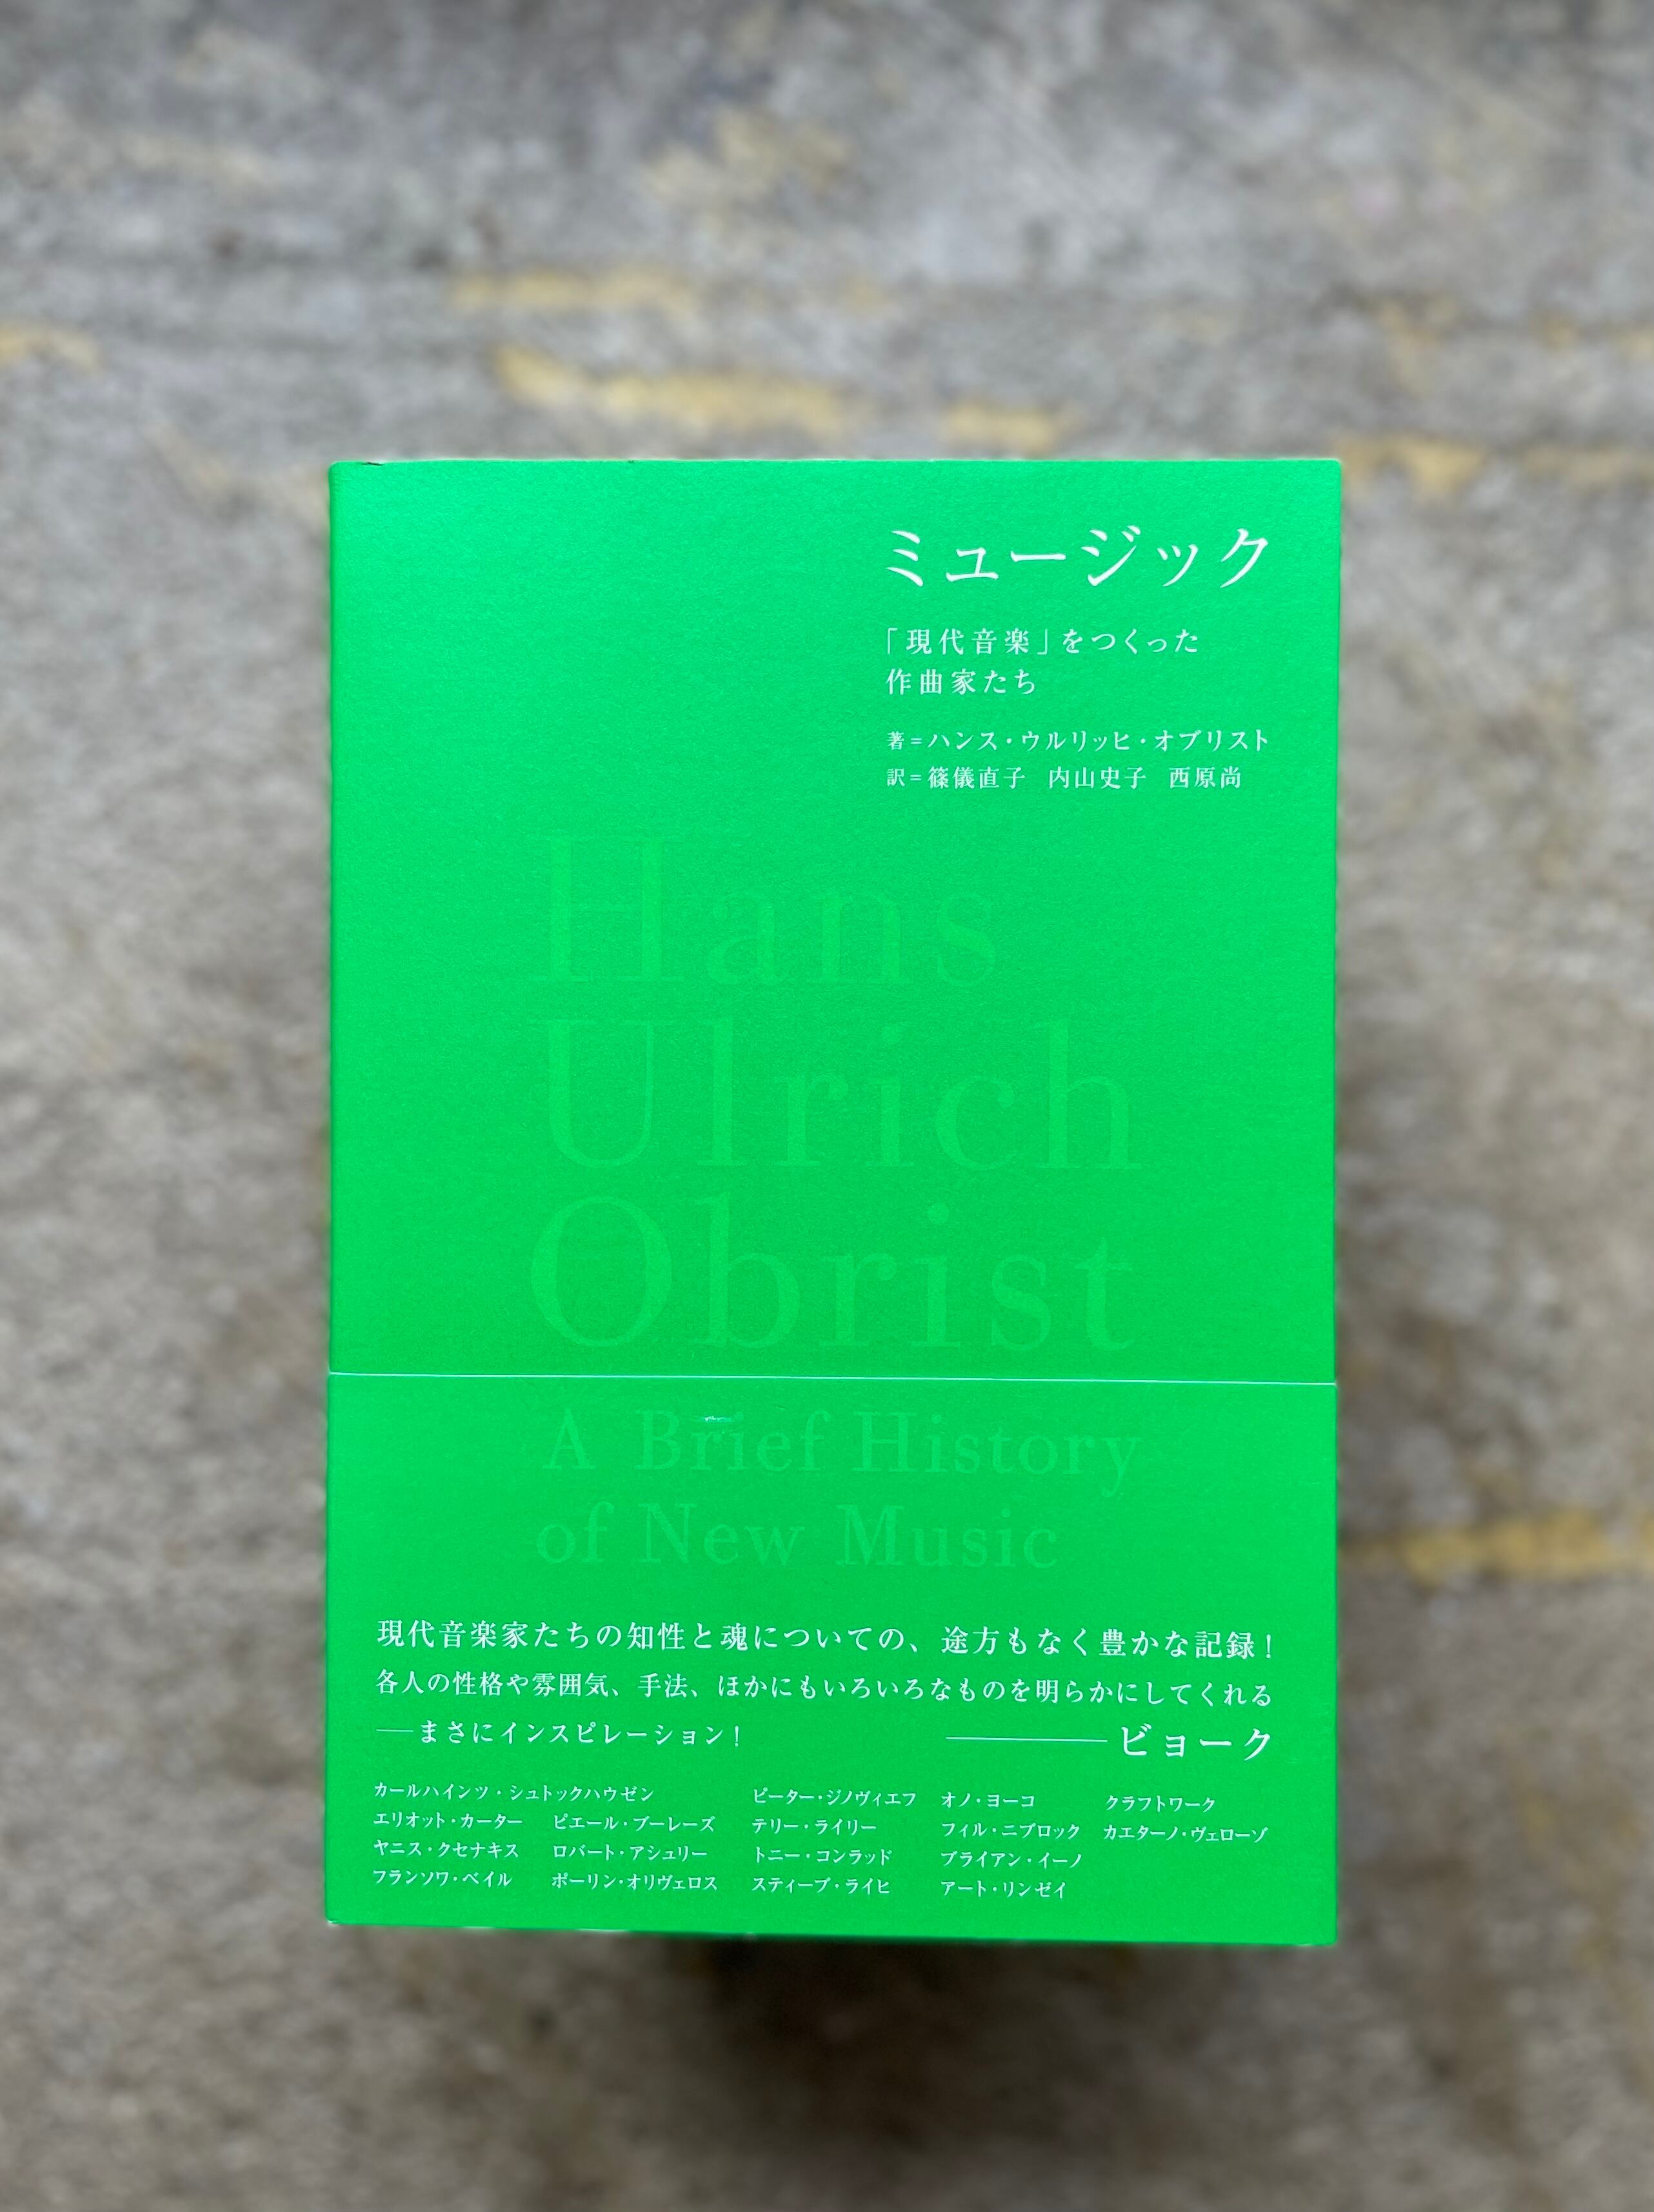 ミュージック
「現代音楽」をつくった
作曲家たち
著=ハンス・ウルリッヒ・オブリスト
訳=篠儀直子 内山史子 西原尚
Hans
Ulrich
Obrist
A Brief History
of New Music
現代音楽家たちの知性と魂についての、途方もなく豊かな記録!
各人の性格や雰囲気、手法、ほかにもいろいろなものを明らかにしてくれる
──まさにインスピレーション! ────ビョーク
カールハインツ・シュトックハウゼン ピーター・ジノヴィエフ オノ・ヨーコ クラフトワーク
エリオット・カーター ピエール・ブーレーズ テリー・ライリー フィル・ニブロック カエターノ・ヴェローゾ
ヤニス・クセナキス ロバート・アシュリー トニー・コンラッド ブライアン・イーノ
フランソワ・ベイル ポーリン・オリヴェロス スティーブ・ライヒ アート・リンゼイ